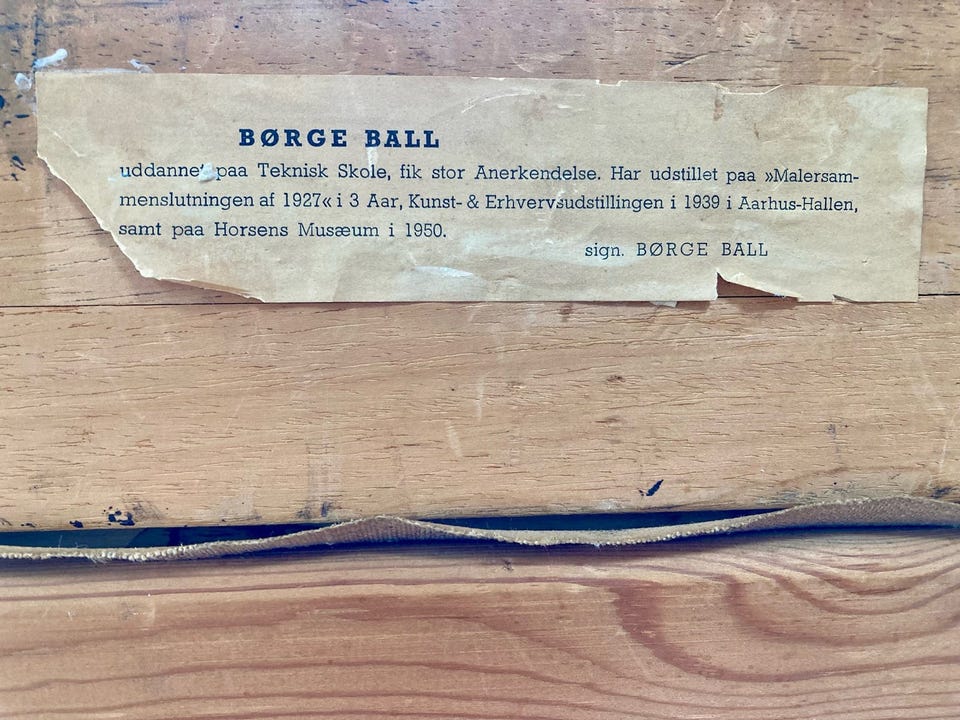 BØRGE BALL
uddannet paa Teknisk Skole, fik stor Anerkendelse. Har udstillet paa »Malersam-
menslutningen af 1927« i 3 Aar, Kunst- & Erhvervsudstillingen i 1939 i Aarhus-Hallen,
samt paa Horsens Musæum i 1950.
sign. BØRGE BALL